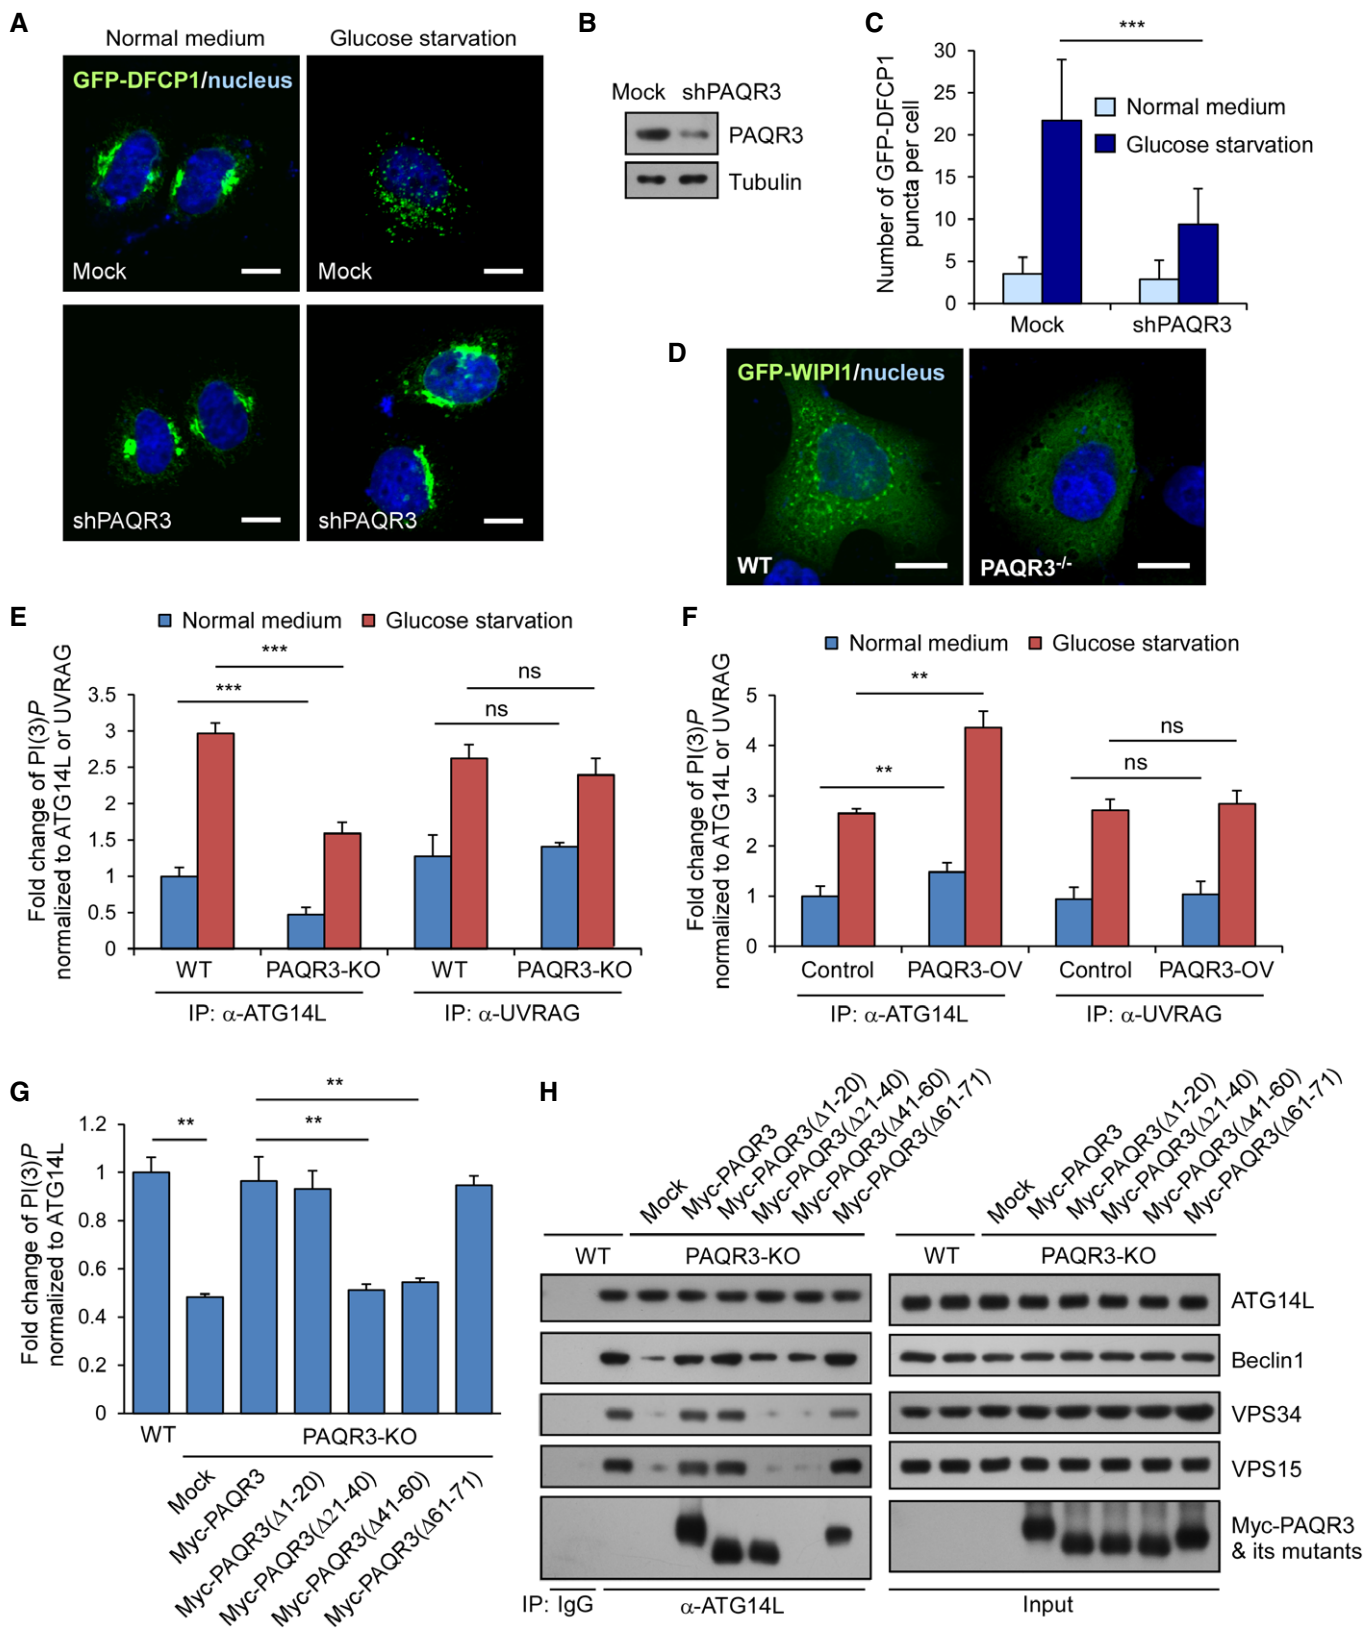 A
Normal medium
Glucose starvation
GFP-DFCP1/nucleus
Mock
Mock
shPAQR3
shPAQR3
B
Mock shPAQR3
PAQR3
Tubulin
C
***
Number of GFP-DFCP1
puncta per cell
30
25
20
15
10
5
0
Normal medium
Glucose starvation
Mock
shPAQR3
D
GFP-WIPI1/nucleus
WT
PAQR3-/-
E
Normal medium
Glucose starvation
Fold change of PI(3)P
normalized to ATG14L or UVRAG
3.5
3
2.5
2
1.5
1
0.5
0
***
***
ns
ns
WT
PAQR3-KO
WT
PAQR3-KO
IP: α-ATG14L
IP: α-UVRAG
F
Normal medium
Glucose starvation
Fold change of PI(3)P
normalized to ATG14L or UVRAG
5
4
3
2
1
0
**
**
ns
ns
Control
PAQR3-OV
Control
PAQR3-OV
IP: α-ATG14L
IP: α-UVRAG
G
Fold change of PI(3)P
normalized to ATG14L
1.2
1
0.8
0.6
0.4
0.2
0
**
**
**
WT
PAQR3-KO
Mock
Myc-PAQR3
Myc-PAQR3(Δ1-20)
Myc-PAQR3(Δ21-40)
Myc-PAQR3(Δ41-60)
Myc-PAQR3(Δ61-71)
H
Mock
Myc-PAQR3
Myc-PAQR3(Δ1-20)
Myc-PAQR3(Δ21-40)
Myc-PAQR3(Δ41-60)
Myc-PAQR3(Δ61-71)
Mock
Myc-PAQR3
Myc-PAQR3(Δ1-20)
Myc-PAQR3(Δ21-40)
Myc-PAQR3(Δ41-60)
Myc-PAQR3(Δ61-71)
WT
PAQR3-KO
WT
PAQR3-KO
ATG14L
Beclin1
VPS34
VPS15
Myc-PAQR3
& its mutants
IP: IgG
α-ATG14L
Input